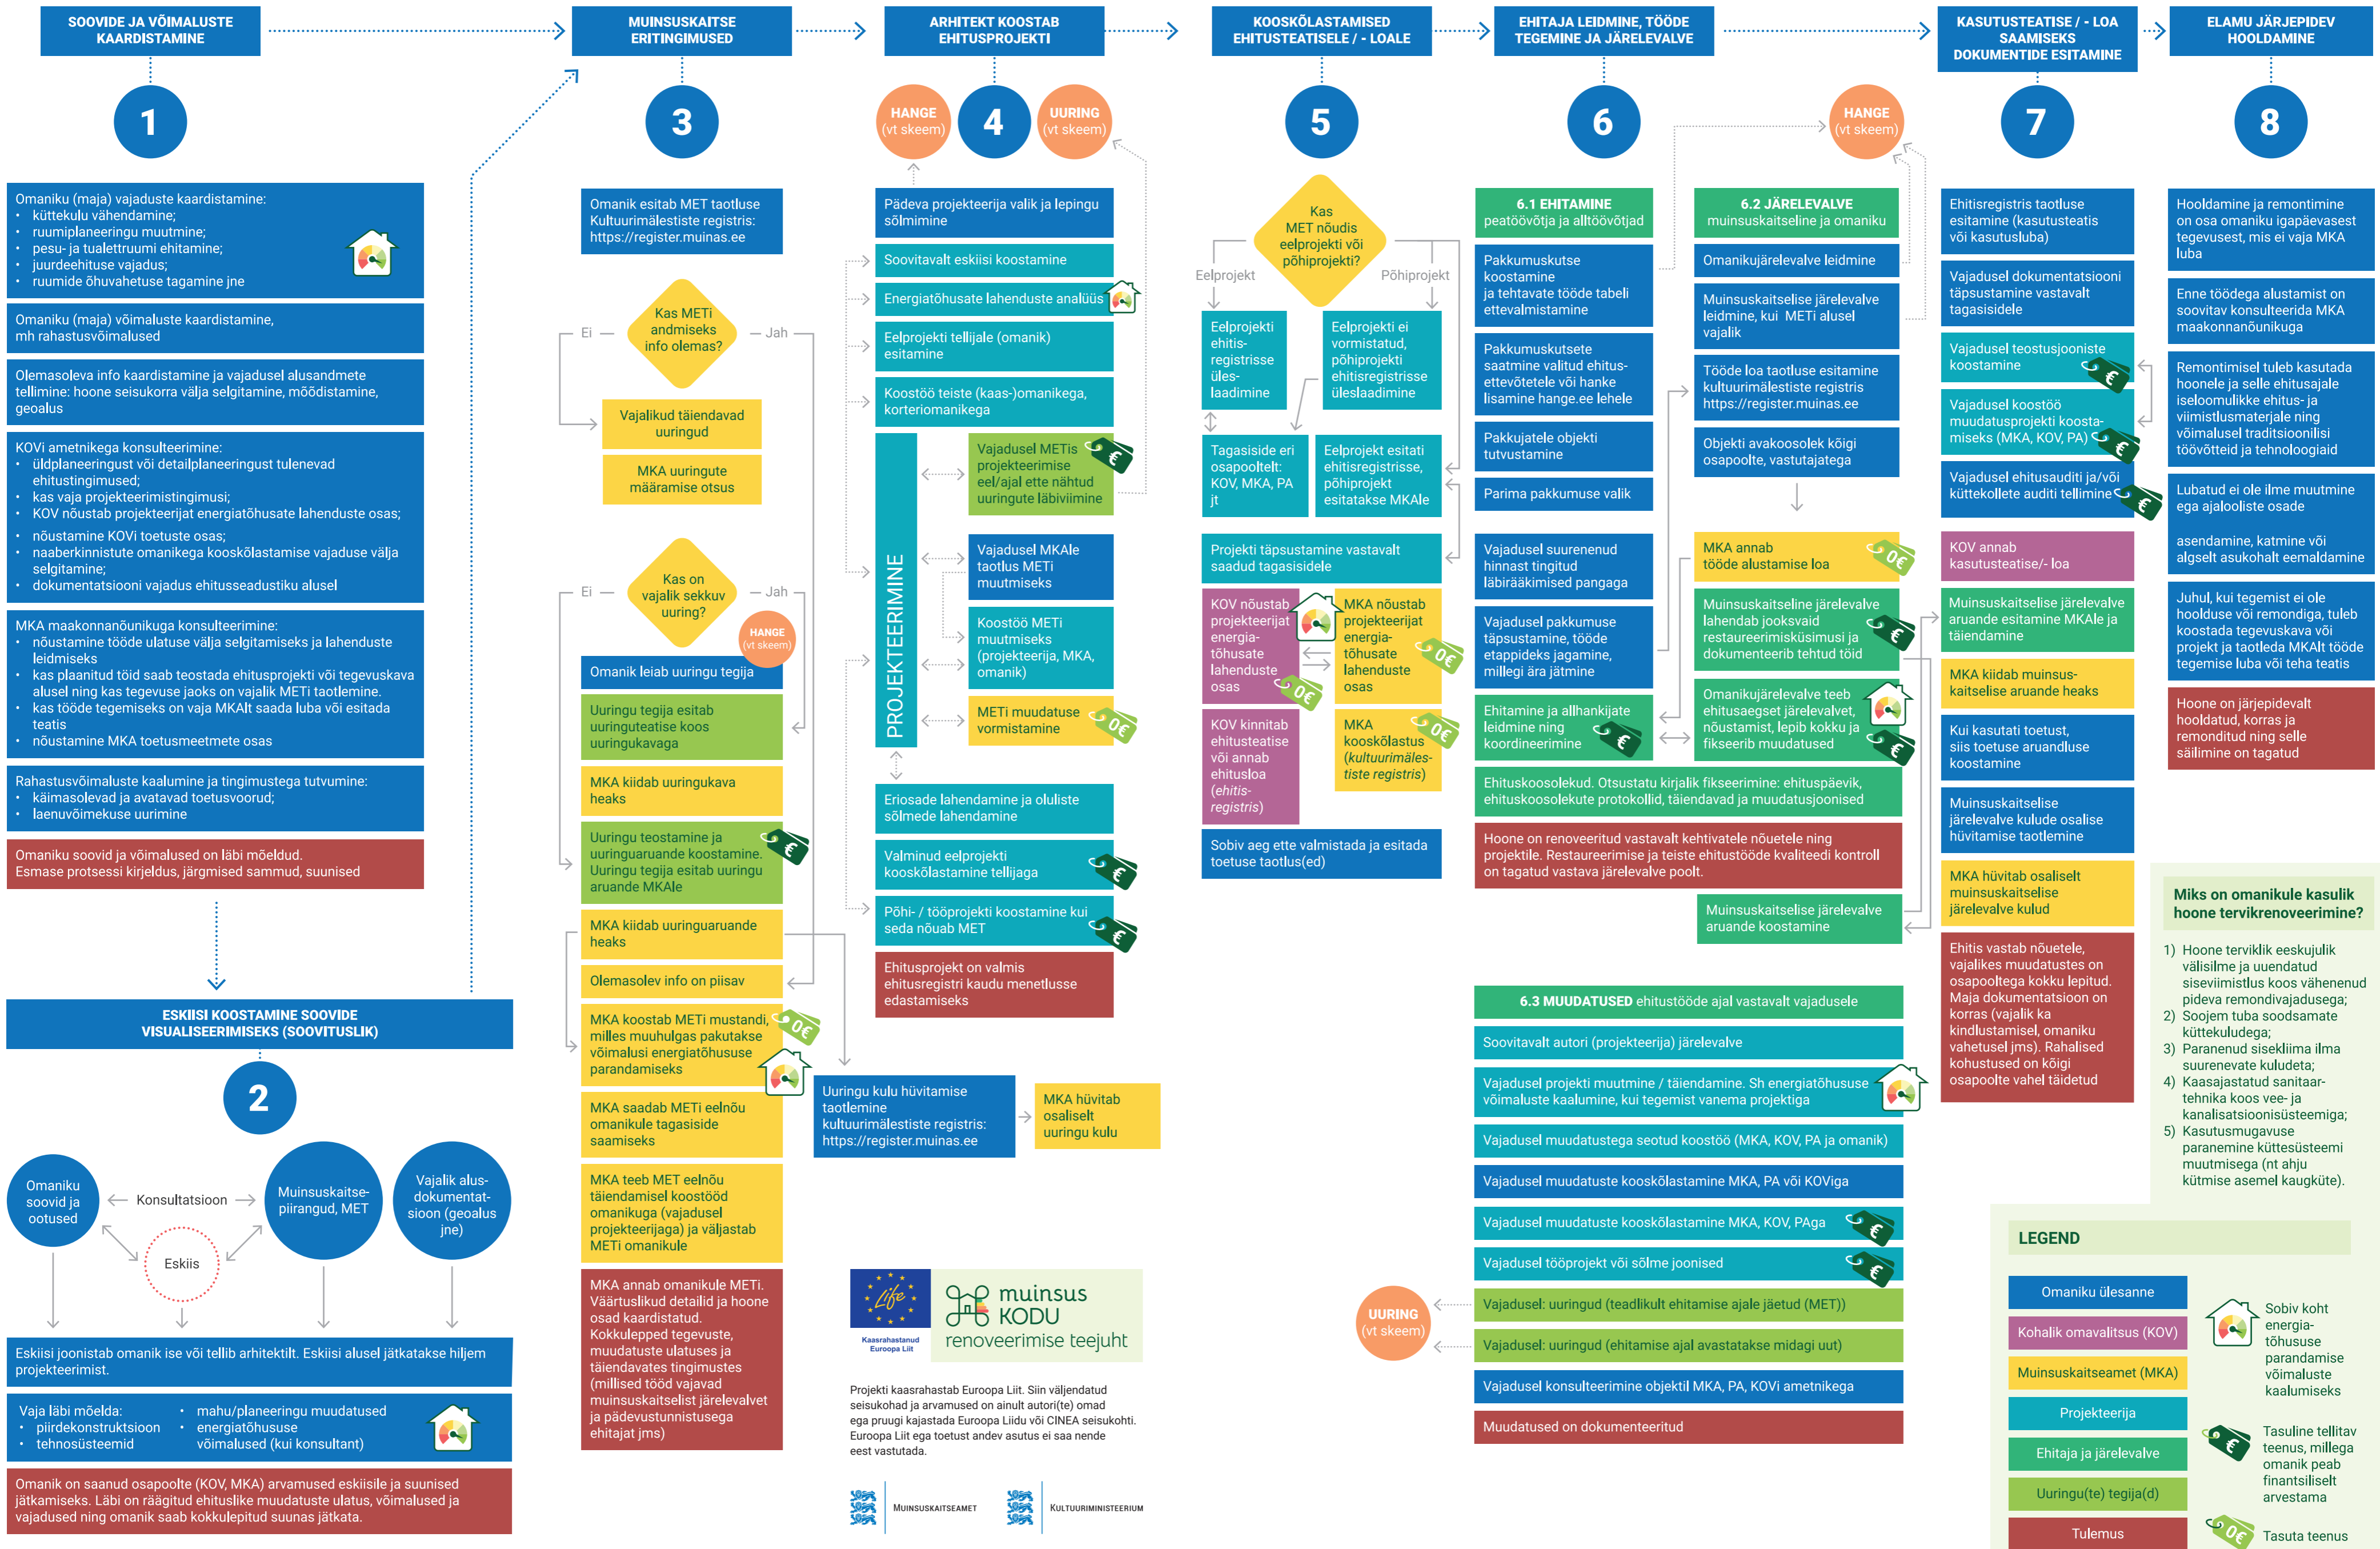 SOOVIDE JA VÕIMALUSTE
KAARDISTAMINE
1
Omaniku (maja) vajaduste kaardistamine:
• küttekulu vähendamine;
• ruumiplaneeringu muutmine;
• pesu- ja tualettruumi ehitamine;
• juurdeehituse vajadus;
• ruumide õhuvahetuse tagamine jne
Omaniku (maja) võimaluste kaardistamine,
mh rahastusvõimalused
Olemasoleva info kaardistamine ja vajadusel alusandmete
tellimine: hoone seisukorra välja selgitamine, mõõdistamine,
geoalus
KOVi ametnikega konsulteerimine:
• üldplaneeringust või detailplaneeringust tulenevad
ehitustingimused;
• kas vaja projekteerimistingimusi;
• KOV nõustab projekteerijat energiatõhusate lahenduste osas;
• nõustamine KOVi toetuste osas;
• naaberkinnistute omanikega kooskõlastamise vajaduse välja
selgitamine;
• dokumentatsiooni vajadus ehitusseadustiku alusel
MKA maakonnanõunikuga konsulteerimine:
• nõustamine tööde ulatuse välja selgitamiseks ja lahenduste
leidmiseks
• kas plaanitud töid saab teostada ehitusprojekti või tegevuskava
alusel ning kas tegevuse jaoks on vajalik METi taotlemine.
• kas tööde tegemiseks on vaja MKAlt saada luba või esitada
teatis
• nõustamine MKA toetusmeetmete osas
Rahastusvõimaluste kaalumine ja tingimustega tutvumine:
• käimasolevad ja avatavad toetusvoorud;
• laenuvõimekuse uurimine
Omaniku soovid ja võimalused on läbi mõeldud.
Esmase protsessi kirjeldus, järgmised sammud, suunised
ESKIISI KOOSTAMINE SOOVIDE
VISUALISEERIMISEKS (SOOVITUSLIK)
2
Omaniku
soovid ja
ootused
Konsultatsioon
Muinsuskaitse-
piirangud, MET
Vajalik alus-
dokumentat-
sioon (geoalus
jne)
Eskiis
Eskiisi joonistab omanik ise või tellib arhitektilt. Eskiisi alusel jätkatakse hiljem
projekteerimist.
Vaja läbi mõelda:
• piirdekonstruktsioon
• tehnosüsteemid
• mahu/planeeringu muudatused
• energiatõhususe
võimalused (kui konsultant)
Omanik on saanud osapoolte (KOV, MKA) arvamused eskiisile ja suunised
jätkamiseks. Läbi on räägitud ehituslike muudatuste ulatus, võimalused ja
vajadused ning omanik saab kokkulepitud suunas jätkata.
MUINSUSKAITSE
ERITINGIMUSED
3
Omanik esitab MET taotluse
Kultuurimälestiste registris:
https://register.muinas.ee
Kas METi
andmiseks
info olemas?
Ei
Jah
Vajalikud täiendavad
uuringud
MKA uuringute
määramise otsus
Kas on
vajalik sekkuv
uuring?
Ei
Jah
HANGE
(vt skeem)
Omanik leiab uuringu tegija
Uuringu tegija esitab
uuringuteatise koos
uuringukavaga
MKA kiidab uuringukava
heaks
Uuringu teostamine ja
uuringuaruande koostamine.
Uuringu tegija esitab uuringu
aruande MKAle
€
MKA kiidab uuringuaruande
heaks
Olemasolev info on piisav
MKA koostab METi mustandi,
milles muuhulgas pakutakse
võimalusi energiatõhususe
parandamiseks
0€
MKA saadab METi eelnõu
omanikule tagasiside
saamiseks
MKA teeb MET eelnõu
täiendamisel koostööd
omanikuga (vajadusel
projekteerijaga) ja väljastab
METi omanikule
MKA annab omanikule METi.
Väärtuslikud detailid ja hoone
osad kaardistatud.
Kokkulepped tegevuste,
muudatuste ulatuses ja
täiendavates tingimustes
(millised tööd vajavad
muinsuskaitselist järelevalvet
ja pädevustunnistusega
ehitajat jms)
Uuringu kulu hüvitamise
taotlemine
kultuurimälestiste registris:
https://register.muinas.ee
MKA hüvitab
osaliselt
uuringu kulu
ARHITEKT KOOSTAB
EHITUSPROJEKTI
HANGE
(vt skeem)
4
UURING
(vt skeem)
Pädeva projekteerija valik ja lepingu
sõlmimine
Soovitavalt eskiisi koostamine
Energiatõhusate lahenduste analüüs
Eelprojekti tellijale (omanik)
esitamine
Koostöö teiste (kaas-)omanikega,
korteriomanikega
PROJEKTEERIMINE
Vajadusel METis
projekteerimise
eel/ajal ette nähtud
uuringute läbiviimine
€
Vajadusel MKAle
taotlus METi
muutmiseks
Koostöö METi
muutmiseks
(projekteerija, MKA,
omanik)
METi muudatuse
vormistamine
0€
Eriosade lahendamine ja oluliste
sõlmede lahendamine
Valminud eelprojekti
kooskõlastamine tellijaga
€
Põhi- / tööprojekti koostamine kui
seda nõuab MET
€
Ehitusprojekt on valmis
ehitusregistri kaudu menetlusse
edastamiseks
Life
Kaasrahastanud
Euroopa Liit
muinsus
KODU
renoveerimise teejuht
Projekti kaasrahastab Euroopa Liit. Siin väljendatud
seisukohad ja arvamused on ainult autori(te) omad
ega pruugi kajastada Euroopa Liidu või CINEA seisukohti.
Euroopa Liit ega toetust andev asutus ei saa nende
eest vastutada.
MUINSUSKAITSEAMET
KULTUURIMINISTEERIUM
KOOSKÕLASTAMISED
EHITUSTEATISELE / - LOALE
5
Kas
MET nõudis
eelprojekti või
põhiprojekti?
Eelprojekt
Põhiprojekt
Eelprojekti
ehitis-
registrisse
üles-
laadimine
Eelprojekti ei
vormistatud,
põhiprojekti
ehitisregistrisse
üleslaadimine
Tagasiside eri
osapooltelt:
KOV, MKA, PA
jt
Eelprojekt esitati
ehitisregistrisse,
põhiprojekt
esitatakse MKAle
Projekti täpsustamine vastavalt
saadud tagasisidele
KOV nõustab
projekteerijat
energia-
tõhusate
lahenduste
osas
0€
MKA nõustab
projekteerijat
energia-
tõhusate
lahenduste
osas
0€
KOV kinnitab
ehitusteatise
või annab
ehitusloa
(ehitis-
registris)
MKA
kooskõlastus
(kultuurimäles-
tiste registris)
0€
Sobiv aeg ette valmistada ja esitada
toetuse taotlus(ed)
EHITAJA LEIDMINE, TÖÖDE
TEGEMINE JA JÄRELEVALVE
6
HANGE
(vt skeem)
6.1 EHITAMINE
peatöövõtja ja alltöövõtjad
Pakkumuskutse
koostamine
ja tehtavate tööde tabeli
ettevalmistamine
Pakkumuskutsete
saatmine valitud ehitus-
ettevõtetele või hanke
lisamine hange.ee lehele
Pakkujatele objekti
tutvustamine
Parima pakkumuse valik
Vajadusel suurenenud
hinnast tingitud
läbirääkimised pangaga
Vajadusel pakkumuse
täpsustamine, tööde
etappideks jagamine,
millegi ära jätmine
Ehitamine ja allhankijate
leidmine ning
koordineerimine
€
6.2 JÄRELEVALVE
muinsuskaitseline ja omaniku
Omanikujärelevalve leidmine
Muinsuskaitselise järelevalve
leidmine, kui METi alusel
vajalik
Tööde loa taotluse esitamine
kultuurimälestiste registris
https://register.muinas.ee
Objekti avakoosolek kõigi
osapoolte, vastutajatega
MKA annab
tööde alustamise loa
0€
Muinsuskaitseline järelevalve
lahendab jooksvaid
restaureerimisküsimusi ja
dokumenteerib tehtud töid
€
Omanikujärelevalve teeb
ehitusaegset järelevalvet,
nõustamist, lepib kokku ja
fikseerib muudatused
€
Ehituskoosolekud. Otsustatu kirjalik fikseerimine: ehituspäevik,
ehituskoosolekute protokollid, täiendavad ja muudatusjoonised
Hoone on renoveeritud vastavalt kehtivatele nõuetele ning
projektile. Restaureerimise ja teiste ehitustööde kvaliteedi kontroll
on tagatud vastava järelevalve poolt.
Muinsuskaitselise järelevalve
aruande koostamine
6.3 MUUDATUSED ehitustööde ajal vastavalt vajadusele
Soovitavalt autori (projekteerija) järelevalve
Vajadusel projekti muutmine / täiendamine. Sh energiatõhususe
võimaluste kaalumine, kui tegemist vanema projektiga
Vajadusel muudatustega seotud koostöö (MKA, KOV, PA ja omanik)
Vajadusel muudatuste kooskõlastamine MKA, PA või KOViga
Vajadusel muudatuste kooskõlastamine MKA, KOV, PAga
€
Vajadusel tööprojekt või sõlme joonised
€
UURING
(vt skeem)
Vajadusel: uuringud (teadlikult ehitamise ajale jäetud (MET))
Vajadusel: uuringud (ehitamise ajal avastatakse midagi uut)
Vajadusel konsulteerimine objektil MKA, PA, KOVi ametnikega
Muudatused on dokumenteeritud
KASUTUSTEATISE / - LOA
SAAMISEKS
DOKUMENTIDE ESITAMINE
7
Ehitisregistris taotluse
esitamine (kasutusteatis
või kasutusluba)
Vajadusel dokumentatsiooni
täpsustamine vastavalt
tagasisidele
Vajadusel teostusjooniste
koostamine
€
Vajadusel koostöö
muudatusprojekti koosta-
miseks (MKA, KOV, PA)
€
Vajadusel ehitusauditi ja/või
küttekollete auditi tellimine
€
KOV annab
kasutusteatise/- loa
Muinsuskaitselise järelevalve
aruande esitamine MKAle ja
täiendamine
MKA kiidab muinsus-
kaitselise aruande heaks
Kui kasutati toetust,
siis toetuse aruandluse
koostamine
Muinsuskaitselise
järelevalve kulude osalise
hüvitamise taotlemine
MKA hüvitab osaliselt
muinsuskaitselise
järelevalve kulud
Ehitis vastab nõuetele,
vajalikes muudatustes on
osapooltega kokku lepitud.
Maja dokumentatsioon on
korras (vajalik ka
kindlustamisel, omaniku
vahetusel jms). Rahalised
kohustused on kõigi
osapoolte vahel täidetud
ELAMU JÄRJEPIDEV
HOOLDAMINE
8
Hooldamine ja remontimine
on osa omaniku igapäevasest
tegevusest, mis ei vaja MKA
luba
Enne töödega alustamist on
soovitav konsulteerida MKA
maakonnanõunikuga
Remontimisel tuleb kasutada
hoonele ja selle ehitusajale
iseloomulikke ehitus- ja
viimistlusmaterjale ning
võimalusel traditsioonilisi
töövõtteid ja tehnoloogiaid
Lubatud ei ole ilme muutmine
ega ajalooliste osade
asendamine, katmine või
algselt asukohalt eemaldamine
Juhul, kui tegemist ei ole
hoolduse või remondiga, tuleb
koostada tegevuskava või
projekt ja taotleda MKAlt tööde
tegemise luba või teha teatis
Hoone on järjepidevalt
hooldatud, korras ja
remonditud ning selle
säilimine on tagatud
Miks on omanikule kasulik
hoone tervikrenoveerimine?
1) Hoone terviklik eeskujulik
välisilme ja uuendatud
siseviimistlus koos vähenenud
pideva remondivajadusega;
2) Soojem tuba soodsamate
küttekuludega;
3) Paranenud sisekliima ilma
suurenevate kuludeta;
4) Kaasajastatud sanitaar-
tehnika koos vee- ja
kanalisatsioonisüsteemiga;
5) Kasutusmugavuse
paranemine küttesüsteemi
muutmisega (nt ahju
kütmise asemel kaugküte).
LEGEND
Omaniku ülesanne
Kohalik omavalitsus (KOV)
Muinsuskaitseamet (MKA)
Projekteerija
Ehitaja ja järelevalve
Uuringu(te) tegija(d)
Tulemus
Sobiv koht
energia-
tõhususe
parandamise
võimaluste
kaalumiseks
€
Tasuline tellitav
teenus, millega
omanik peab
finantsiliselt
arvestama
0€
Tasuta teenus